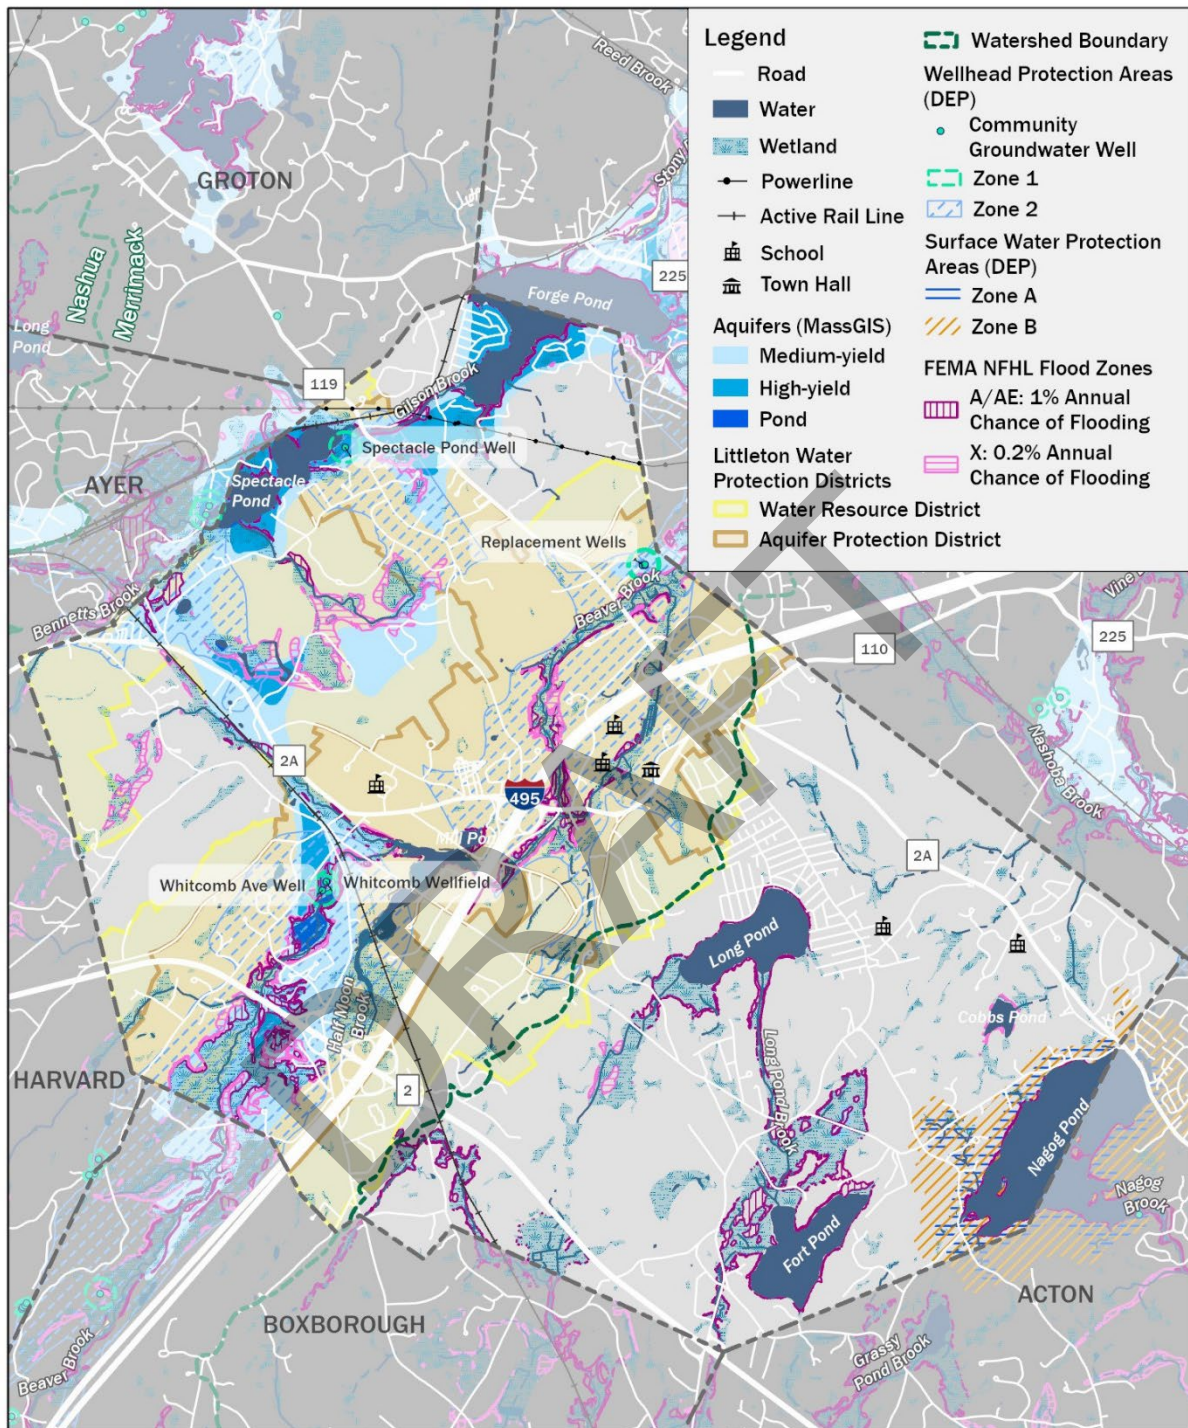 Legend
Road
Water
Wetland
Powerline
Active Rail Line
School
Town Hall
Aquifers (MassGIS)
Medium-yield
High-yield
Pond
Littleton Water
Protection Districts
Water Resource District
Aquifer Protection District
Watershed Boundary
Wellhead Protection Areas
(DEP)
Community
Groundwater Well
Zone 1
Zone 2
Surface Water Protection
Areas (DEP)
Zone A
Zone B
FEMA NFHL Flood Zones
A/AE: 1% Annual
Chance of Flooding
X: 0.2% Annual
Chance of Flooding
Reed Brook
GROTON
Stony
Nashua
Merrimack
225
Forge Pond
Long
Pond
119
Gilson Brook
Spectacle Pond Well
AYER
Spectacle
Pond
Replacement Wells
Beaver Brook
Bennetts Brook
Vine
225
110
Nashoba Brook
2A
495
Mill Pond
2A
Whitcomb Ave Well
Whitcomb Wellfield
Long Pond
Half Moon
Brook
Cobbs Pond
HARVARD
2
Long Pond Brook
Nagog Pond
Nagog
Brook
Fort Pond
ACTON
BOXBOROUGH
Grassy
Pond Brook
Beaver Brook
DRAFT